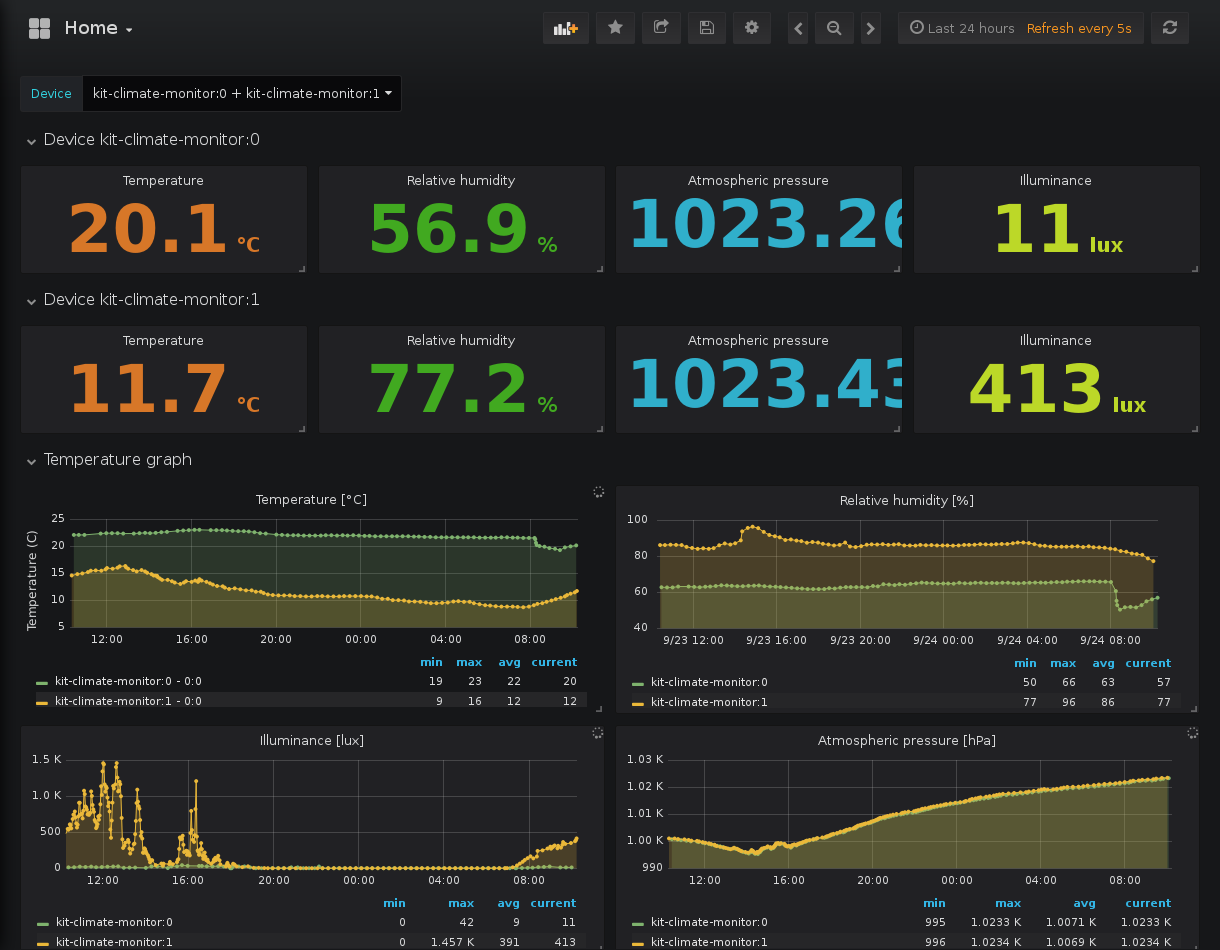 Home
Last 24 hours Refresh every 5s
Device kit-climate-monitor:0 + kit-climate-monitor:1
Device kit-climate-monitor:0
Temperature Relative humidity Atmospheric pressure Illuminance
20.1 °C 56.9 % 1023.26 11 lux
Device kit-climate-monitor:1
Temperature Relative humidity Atmospheric pressure Illuminance
11.7 °C 77.2 % 1023.43 413 lux
Temperature graph
Temperature [°C]
Temperature (C)
25
20
15
10
5
12:00 16:00 20:00 00:00 04:00 08:00
min max avg current
kit-climate-monitor:0 - 0:0 19 23 22 20
kit-climate-monitor:1 - 0:0 9 16 12 12
Relative humidity [%]
100
80
60
40
9/23 12:00 9/23 16:00 9/23 20:00 9/24 00:00 9/24 04:00 9/24 08:00
min max avg current
kit-climate-monitor:0 50 66 63 57
kit-climate-monitor:1 77 96 86 77
Illuminance [lux]
1.5 K
1.0 K
500
0
12:00 16:00 20:00 00:00 04:00 08:00
min max avg current
kit-climate-monitor:0 0 42 9 11
kit-climate-monitor:1 0 1.457 K 391 413
Atmospheric pressure [hPa]
1.03 K
1.02 K
1.01 K
1.00 K
990
12:00 16:00 20:00 00:00 04:00 08:00
min max avg current
kit-climate-monitor:0 995 1.0233 K 1.0071 K 1.0233 K
kit-climate-monitor:1 996 1.0234 K 1.0069 K 1.0234 K